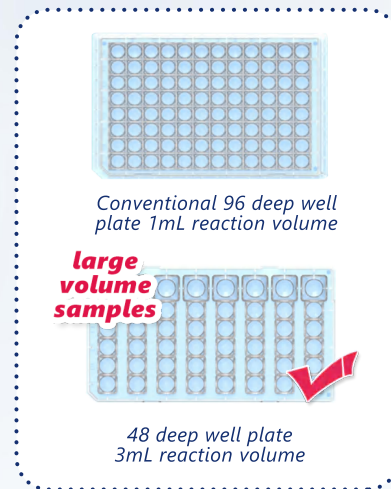 Conventional 96 deep well
plate 1mL reaction volume
large
volume
samples
48 deep well plate
3mL reaction volume